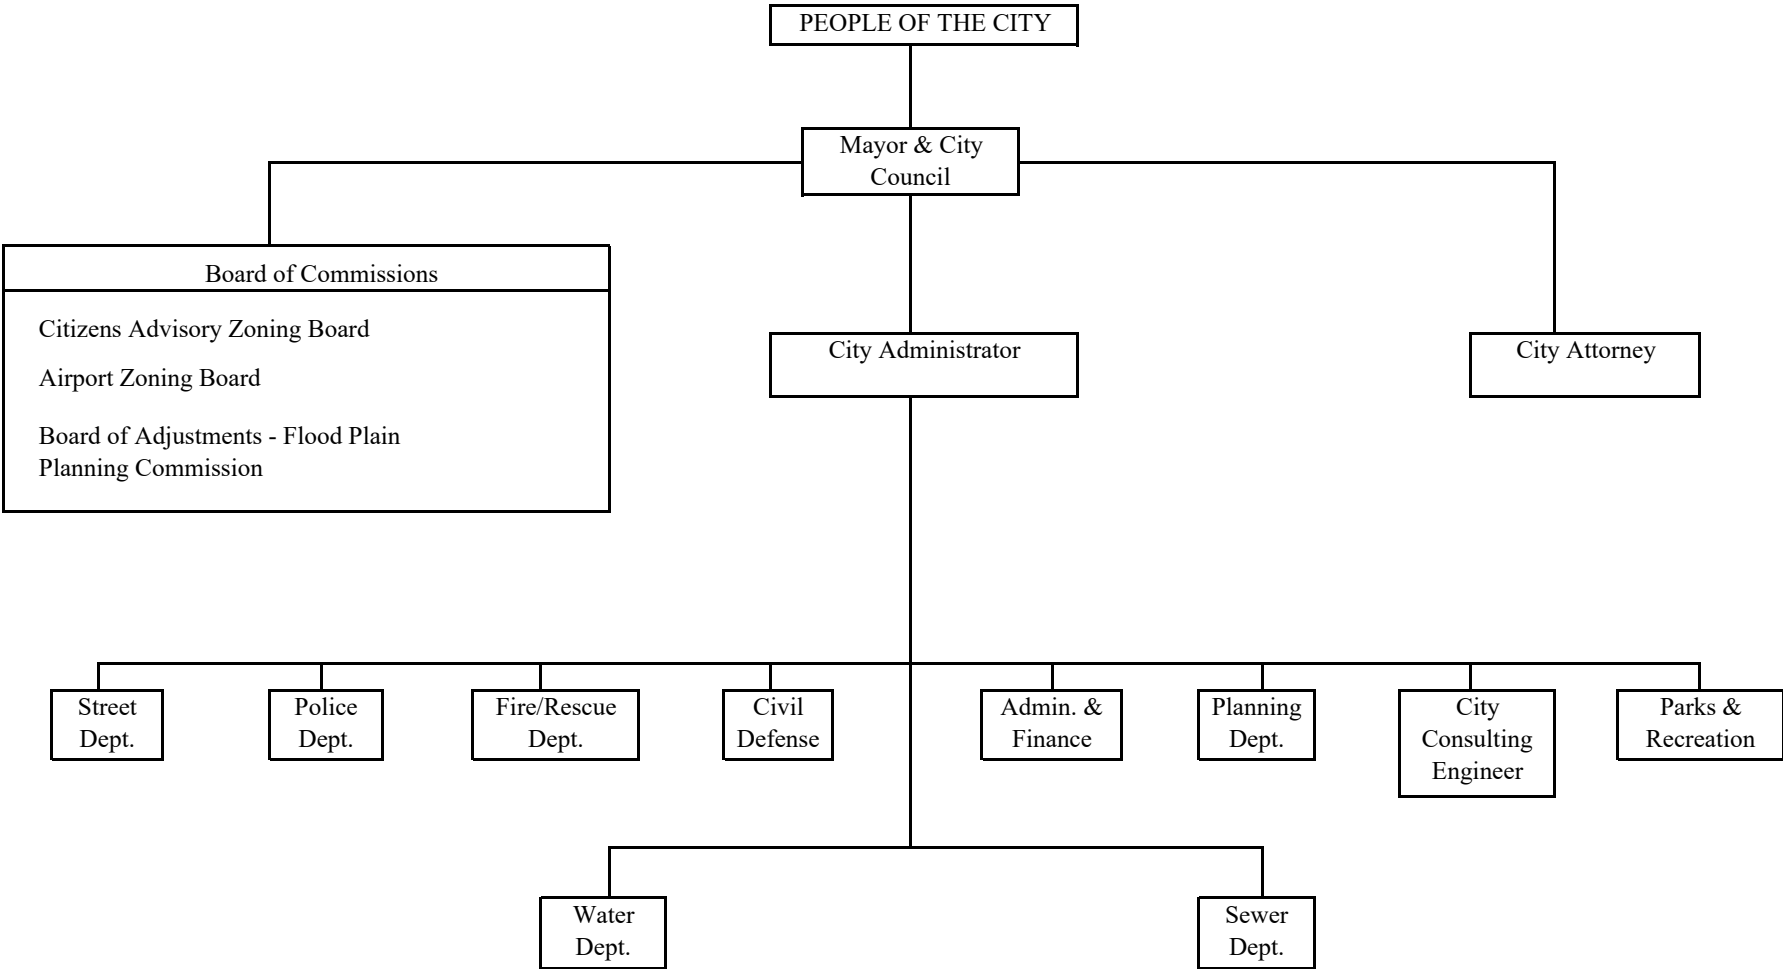 PEOPLE OF THE CITY
Mayor & City
Council
Board of Commissions
Citizens Advisory Zoning Board
Airport Zoning Board
Board of Adjustments - Flood Plain
Planning Commission
City Administrator
City Attorney
Street
Dept.
Police
Dept.
Fire/Rescue
Dept.
Civil
Defense
Admin. &
Finance
Planning
Dept.
City
Consulting
Engineer
Parks &
Recreation
Water
Dept.
Sewer
Dept.